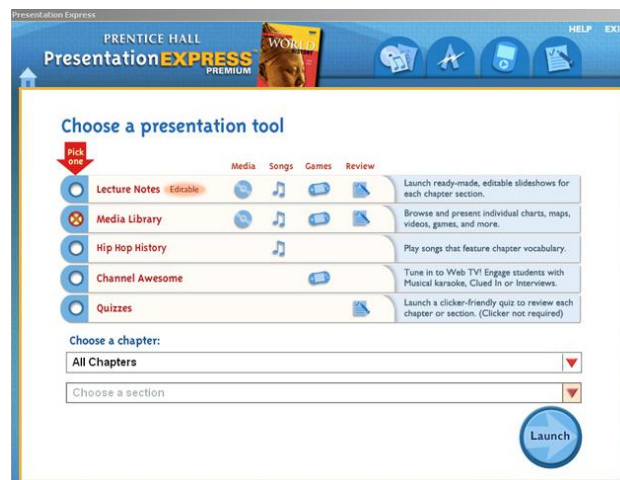 Presentation Express
HELP EXI
PRENTICE HALL
Presentation EXPRESS
PREMIUM
WORLD
HISTORY
Choose a presentation tool
Pick
one
Media Songs Games Review
Lecture Notes Editable
Launch ready-made, editable slideshows for
each chapter section.
Media Library
Browse and present individual charts, maps,
videos, games, and more.
Hip Hop History
Play songs that feature chapter vocabulary.
Channel Awesome
Tune in to Web TV! Engage students with
Musical karaoke, Clued In or Interviews.
Quizzes
Launch a clicker-friendly quiz to review each
chapter or section. (Clicker not required)
Choose a chapter:
All Chapters
Choose a section
Launch